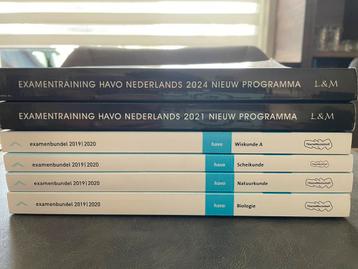 EXAMENTRAINING HAVO NEDERLANDS 2024 NIEUW PROGRAMMA L&M
EXAMENTRAINING HAVO NEDERLANDS 2021 NIEUW PROGRAMMA L&M
examenbundel 2019|2020 havo Wiskunde A
examenbundel 2019|2020 havo Scheikunde
examenbundel 2019|2020 havo Natuurkunde
examenbundel 2019|2020 havo Biologie